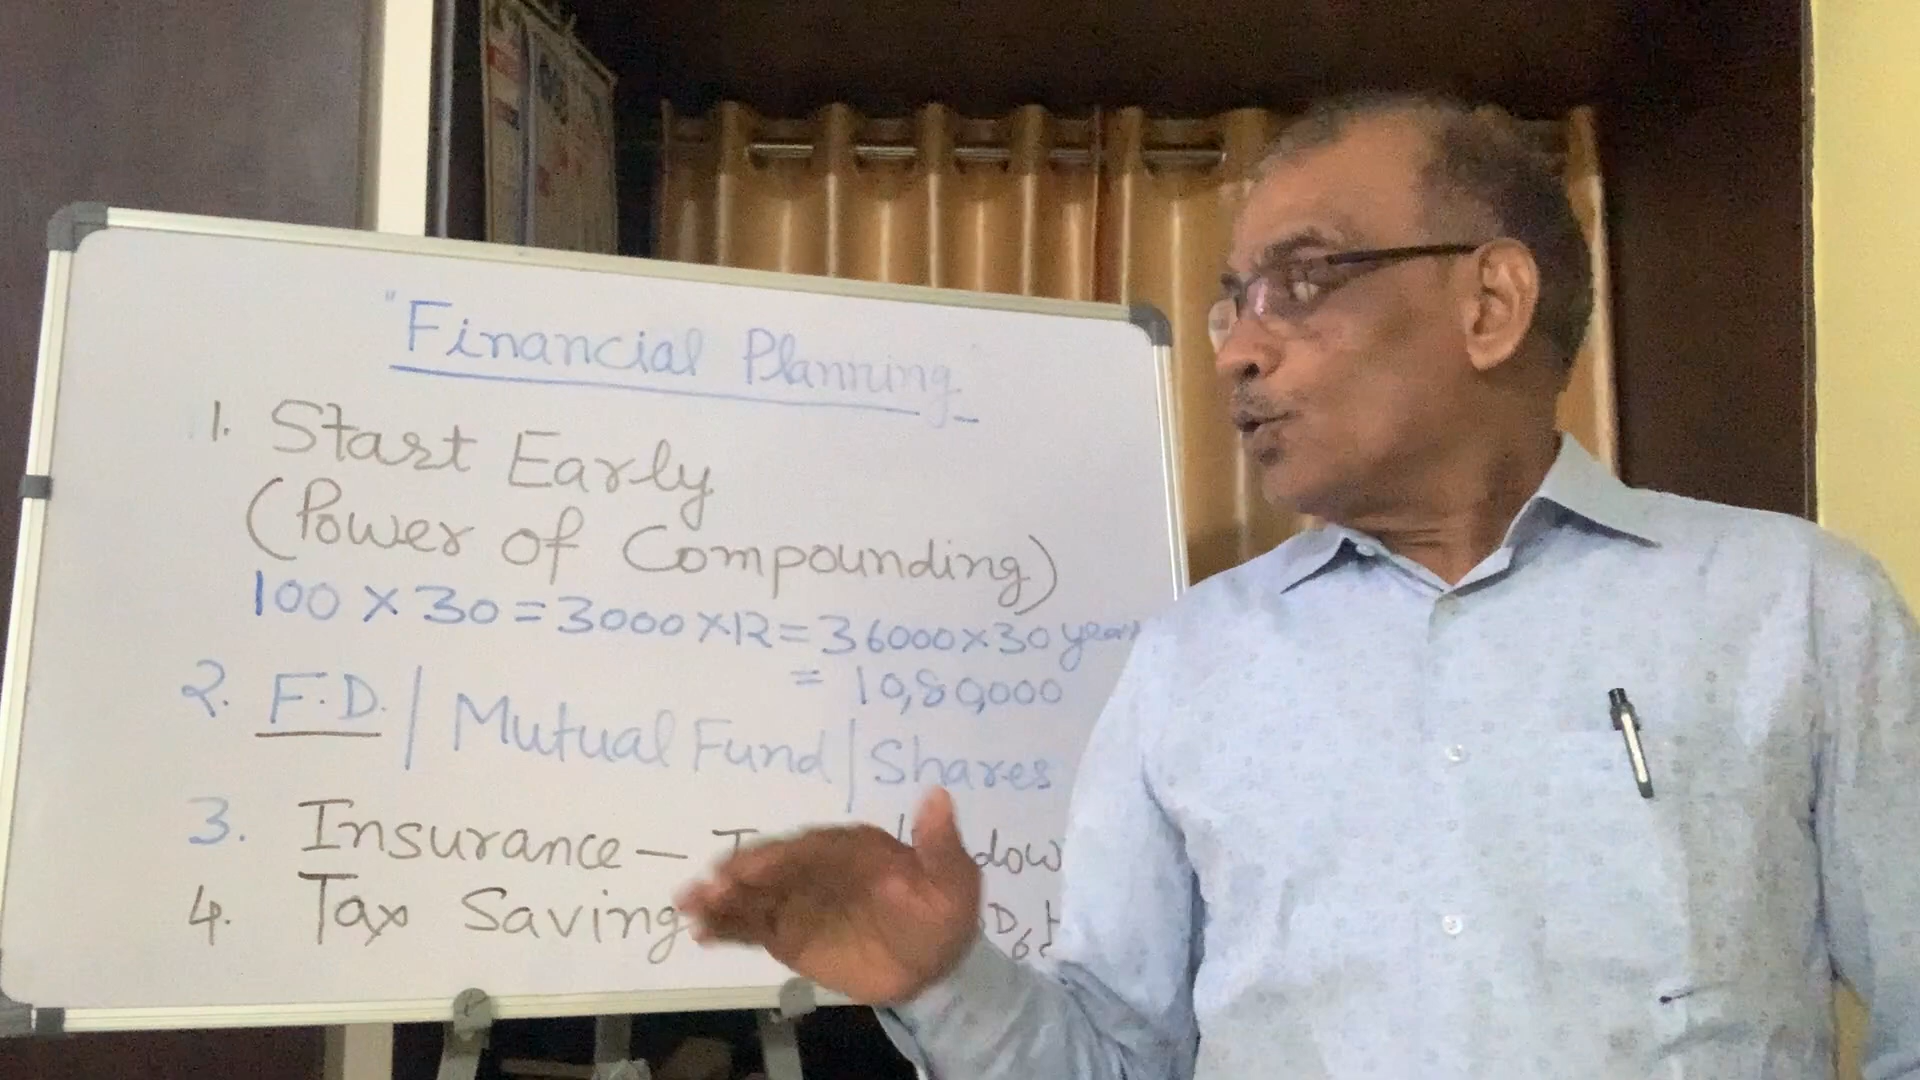 "Financial Planning
1. Start Early
(Power of Compounding)
100 × 30 = 3000 × 12 = 36000 × 30 years
= 10,80,000
2. F.D. / Mutual Fund / Shares
3. Insurance –
4. Tax Saving